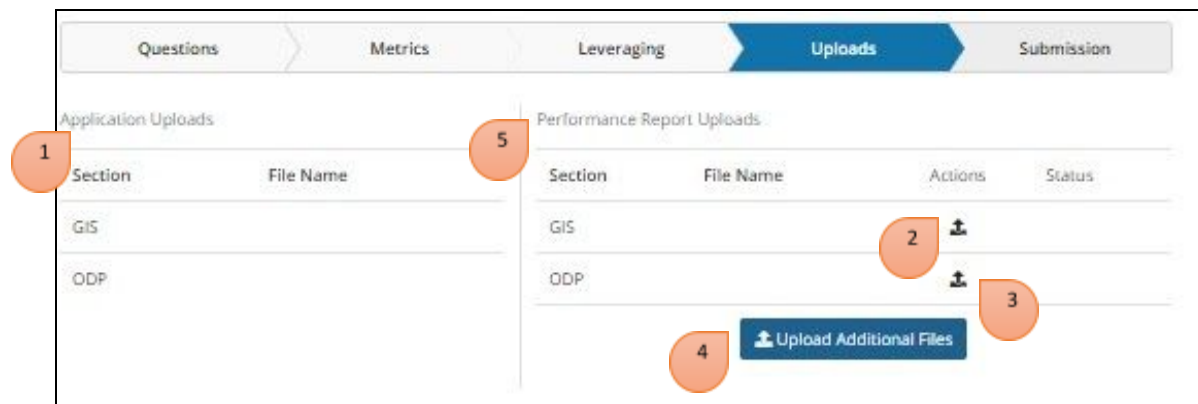 Questions Metrics Leveraging Uploads Submission
Application Uploads
1
Section File Name
GIS
ODP
5
Performance Report Uploads
Section File Name Actions Status
GIS
2
ODP
3
4
Upload Additional Files